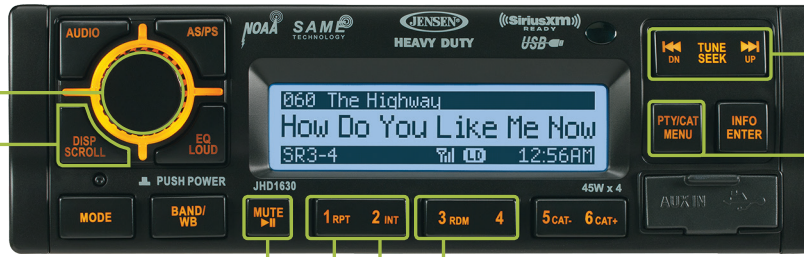 AUDIO
AS/PS
NOAA
SAME
TECHNOLOGY
JENSEN®
HEAVY DUTY
((SiriusXM))
READY
USB
DN
TUNE
SEEK
UP
060 The Highway
How Do You Like Me Now
SR3-4
LD
12:56AM
DISP
SCROLL
EQ
LOUD
PTY/CAT
MENU
INFO
ENTER
PUSH POWER
JHD1630
45W x 4
MODE
BAND/
WB
MUTE
1 RPT
2 INT
3 RDM
4
5 CAT-
6 CAT+
AUX IN